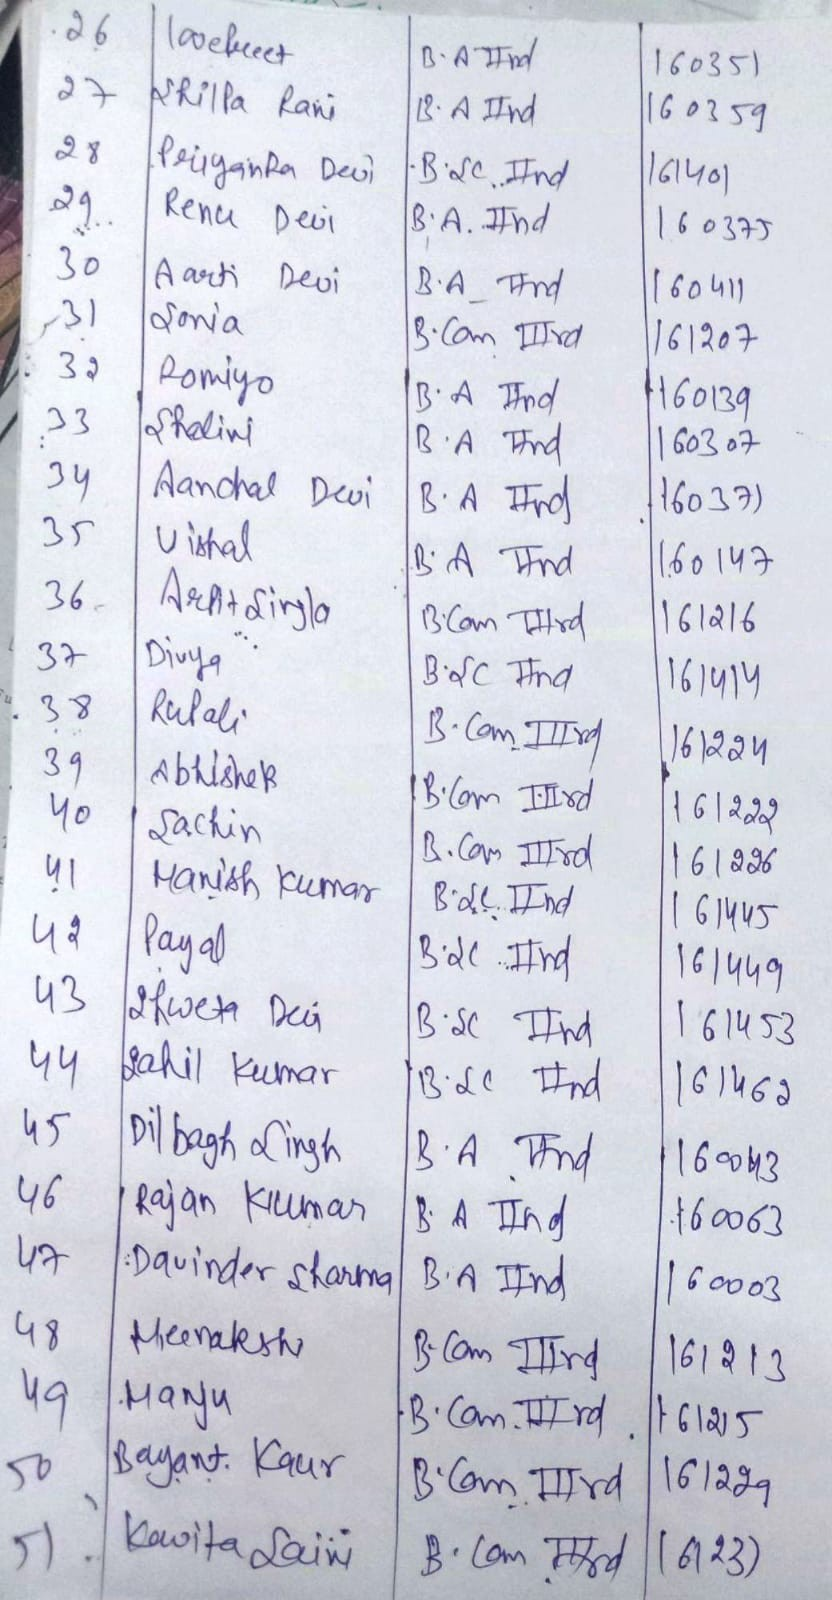 26 lovepreet B.A IInd 160351
27 Shilpa Rani B.A IInd 160359
28 Priyanka Devi B.Sc. IInd 161401
29 Renu Devi B.A. IInd 160375
30 Aarti Devi B.A IInd 160411
31 Sonia B.Com IIIrd 161207
32 Romiyo B.A IInd 160139
33 Shalini B.A IInd 160307
34 Aanchal Devi B.A IInd 160371
35 Vishal B.A IInd 160147
36 Arpit Singla B.Com IIIrd 161216
37 Divya B.SC IInd 161414
38 Rupali B.Com IIIrd 161224
39 Abhishek B.Com IIIrd 161222
40 Sachin B.Com IIIrd 161226
41 Manish Kumar B.Sc. IInd 161445
42 Payal B.SC IInd 161449
43 Shweta Devi B.SC IInd 161453
44 Sahil Kumar B.SC IInd 161462
45 Dilbagh Singh B.A IInd 160043
46 Rajan Kumar B.A IInd 160063
47 Davinder Sharma B.A IInd 160003
48 Meenakshi B.Com IIIrd 161213
49 Manju B.Com. IIIrd 161215
50 Bayant. Kaur B.Com IIIrd 161229
51 Kavita Saini B.Com IIIrd 161231